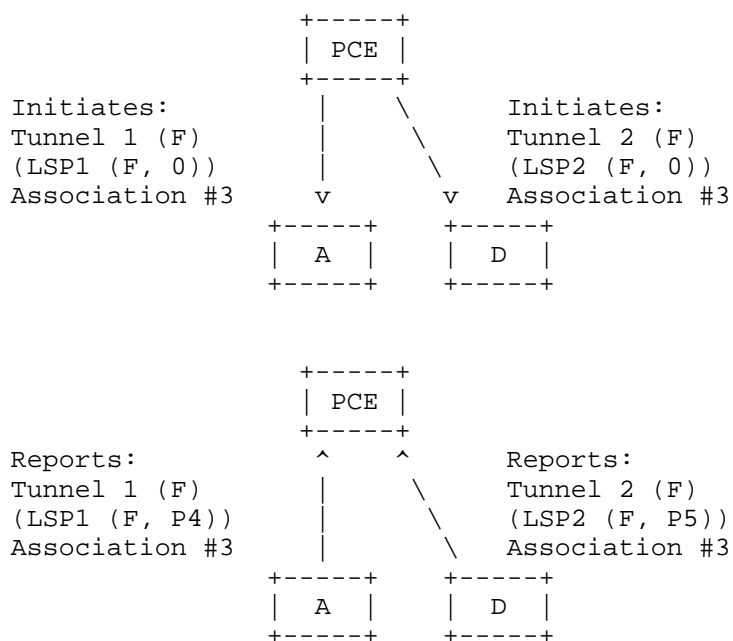 PCE
Initiates: Initiates:
Tunnel 1 (F) Tunnel 2 (F)
(LSP1 (F, 0)) (LSP2 (F, 0))
Association #3 Association #3
A D
PCE
Reports: Reports:
Tunnel 1 (F) Tunnel 2 (F)
(LSP1 (F, P4)) (LSP2 (F, P5))
Association #3 Association #3
A D